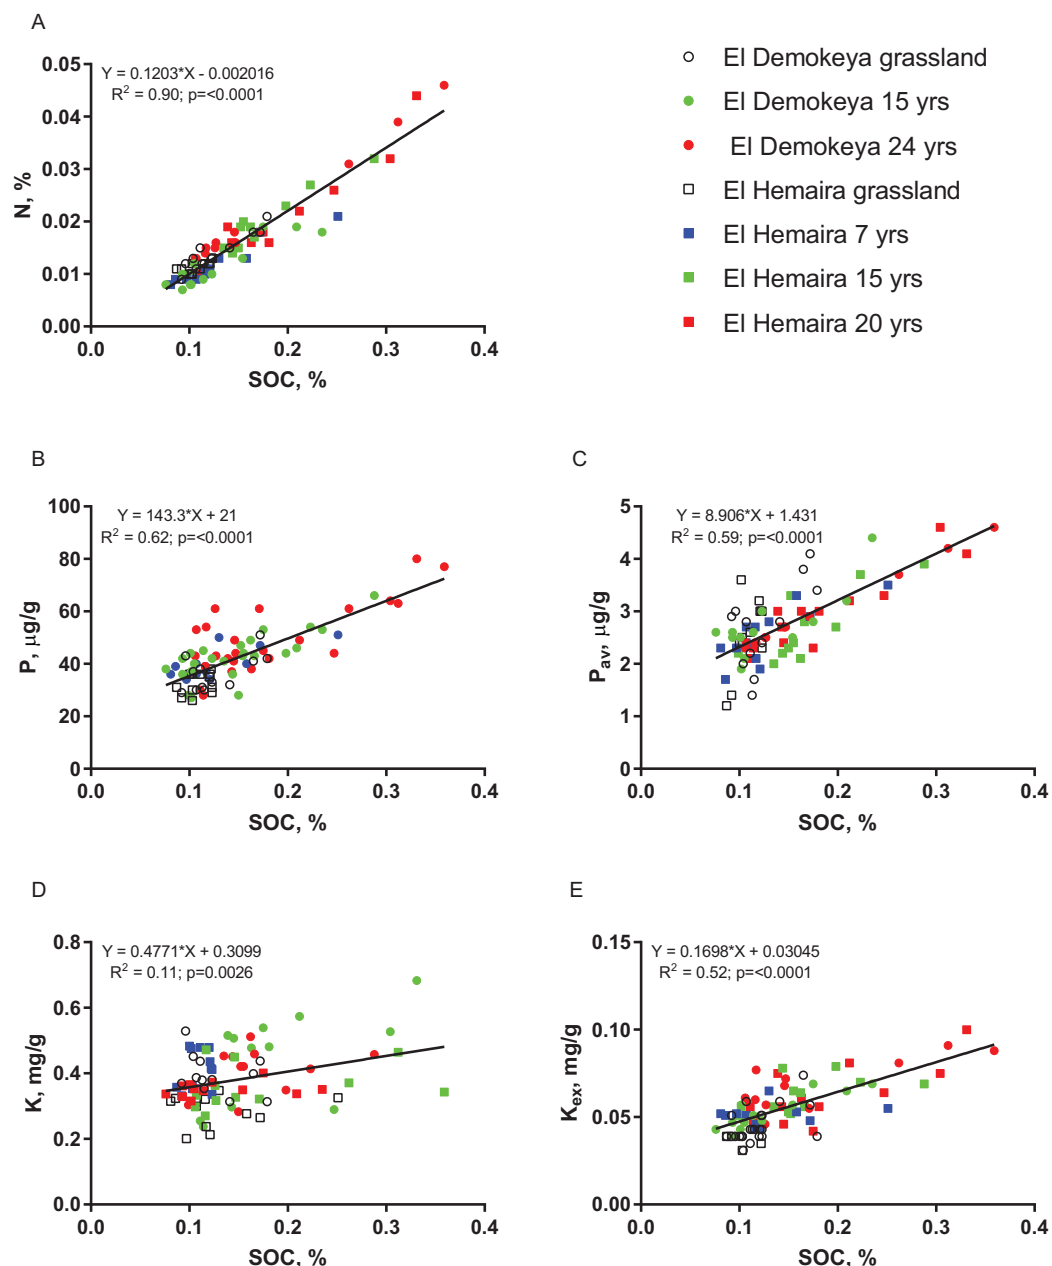 A
Y = 0.1203*X - 0.002016
R² = 0.90; p=<0.0001
N, %
0.05
0.04
0.03
0.02
0.01
0.00
0.0 0.1 0.2 0.3 0.4
SOC, %
El Demokeya grassland
El Demokeya 15 yrs
El Demokeya 24 yrs
El Hemaira grassland
El Hemaira 7 yrs
El Hemaira 15 yrs
El Hemaira 20 yrs
B
Y = 143.3*X + 21
R² = 0.62; p=<0.0001
P, µg/g
100
80
60
40
20
0
0.0 0.1 0.2 0.3 0.4
SOC, %
C
Y = 8.906*X + 1.431
R² = 0.59; p=<0.0001
Pav, µg/g
5
4
3
2
1
0
0.0 0.1 0.2 0.3 0.4
SOC, %
D
Y = 0.4771*X + 0.3099
R² = 0.11; p=0.0026
K, mg/g
0.8
0.6
0.4
0.2
0.0
0.0 0.1 0.2 0.3 0.4
SOC, %
E
Y = 0.1698*X + 0.03045
R² = 0.52; p=<0.0001
Kex, mg/g
0.15
0.10
0.05
0.00
0.0 0.1 0.2 0.3 0.4
SOC, %